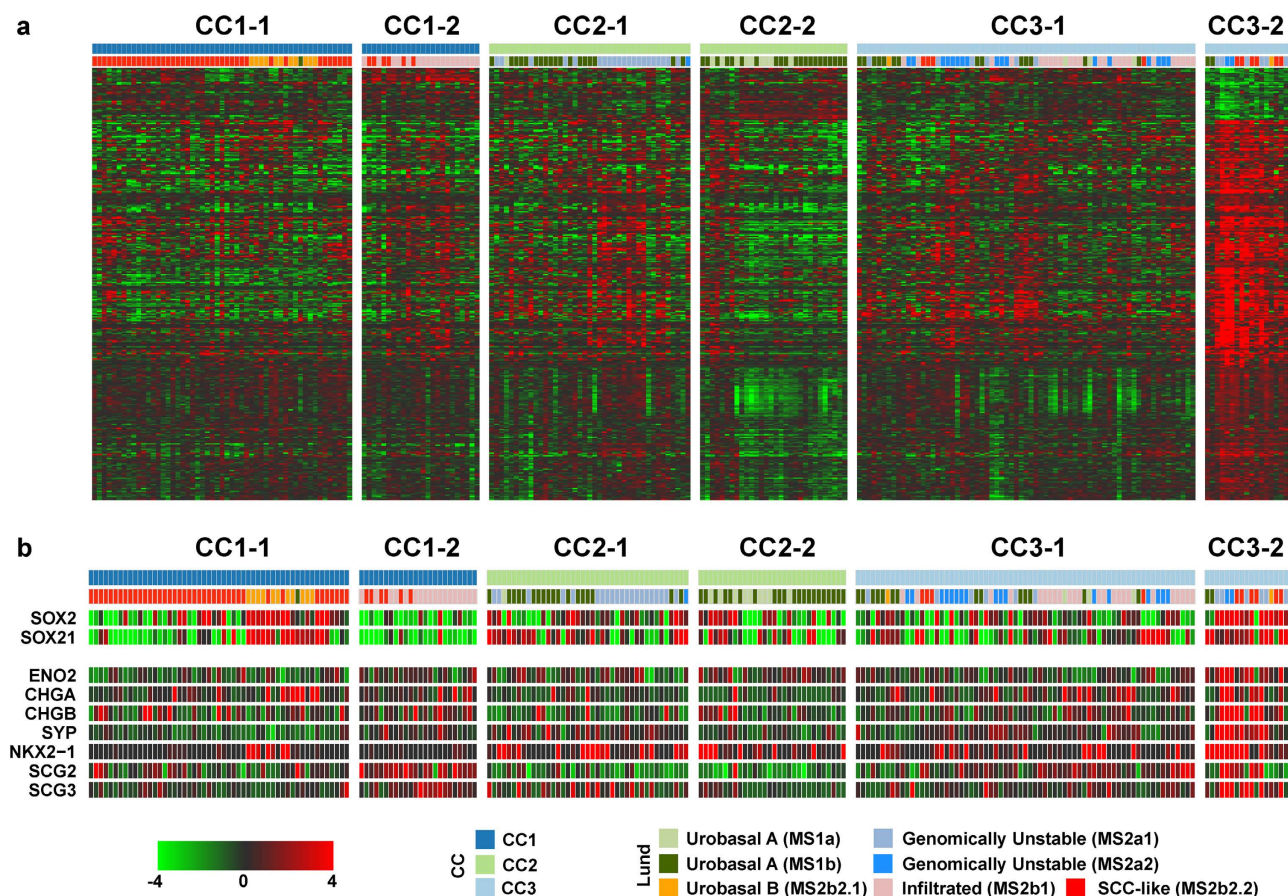 a
CC1-1 CC1-2 CC2-1 CC2-2 CC3-1 CC3-2
b
CC1-1 CC1-2 CC2-1 CC2-2 CC3-1 CC3-2
SOX2
SOX21
ENO2
CHGA
CHGB
SYP
NKX2−1
SCG2
SCG3
-4 0 4
CC
CC1
CC2
CC3
Lund
Urobasal A (MS1a)
Urobasal A (MS1b)
Urobasal B (MS2b2.1)
Genomically Unstable (MS2a1)
Genomically Unstable (MS2a2)
Infiltrated (MS2b1)
SCC-like (MS2b2.2)